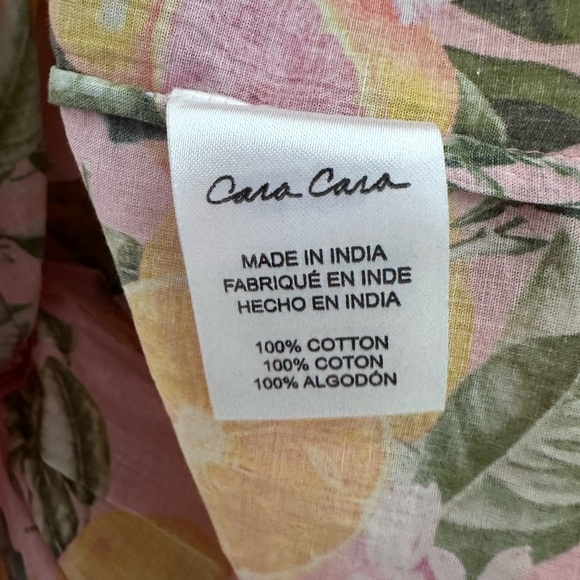 Cara Cara
MADE IN INDIA
FABRIQUÉ EN INDE
HECHO EN INDIA
100% COTTON
100% COTON
100% ALGODÓN